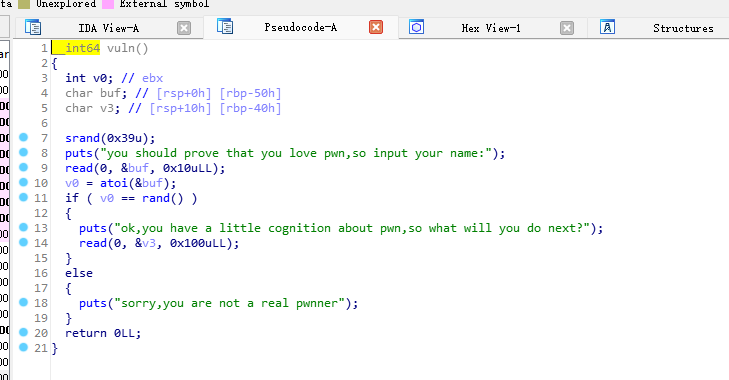 ta Unexplored External symbol
IDA View-A Pseudocode-A Hex View-1 Structures
1 int64 vuln()
2 {
3 int v0; // ebx
4 char buf; // [rsp+0h] [rbp-50h]
5 char v3; // [rsp+10h] [rbp-40h]
6
7 srand(0x39u);
8 puts("you should prove that you love pwn,so input your name:");
9 read(0, &buf, 0x10uLL);
10 v0 = atoi(&buf);
11 if ( v0 == rand() )
12 {
13 puts("ok,you have a little cognition about pwn,so what will you do next?");
14 read(0, &v3, 0x100uLL);
15 }
16 else
17 {
18 puts("sorry,you are not a real pwnner");
19 }
20 return 0LL;
21 }